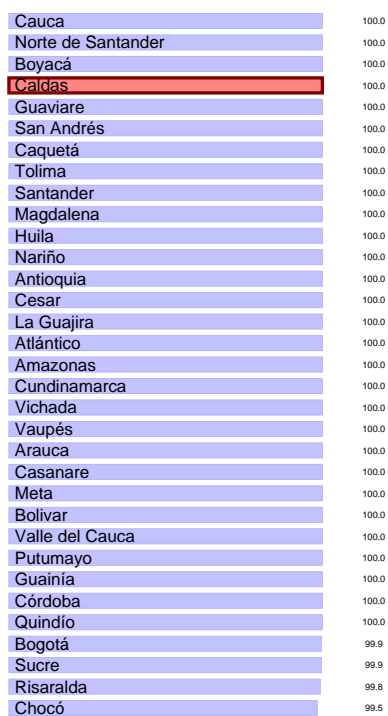 Cauca 100.0
Norte de Santander 100.0
Boyacá 100.0
Caldas 100.0
Guaviare 100.0
San Andrés 100.0
Caquetá 100.0
Tolima 100.0
Santander 100.0
Magdalena 100.0
Huila 100.0
Nariño 100.0
Antioquia 100.0
Cesar 100.0
La Guajira 100.0
Atlántico 100.0
Amazonas 100.0
Cundinamarca 100.0
Vichada 100.0
Vaupés 100.0
Arauca 100.0
Casanare 100.0
Meta 100.0
Bolivar 100.0
Valle del Cauca 100.0
Putumayo 100.0
Guainía 100.0
Córdoba 100.0
Quindío 100.0
Bogotá 99.9
Sucre 99.9
Risaralda 99.8
Chocó 99.5